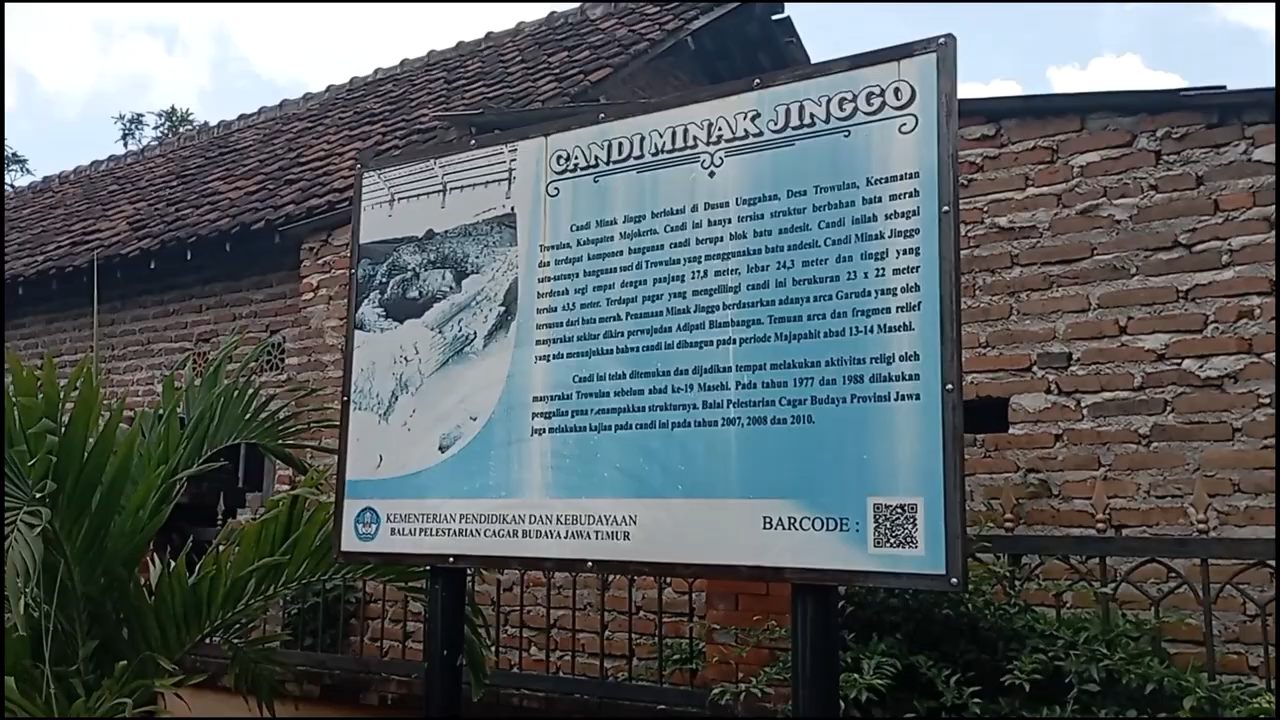 CANDI MINAK JINGGO
Candi Minak Jinggo berlokasi di Dusun Unggahan, Desa Trowulan, Kecamatan
Trowulan, Kabupaten Mojokerto. Candi ini hanya tersisa struktur berbahan bata merah
dan terdapat komponen bangunan candi berupa blok batu andesit. Candi inilah sebagai
satu-satunya bangunan suci di Trowulan yang menggunakan batu andesit. Candi Minak Jinggo
berdenah segi empat dengan panjang 27,8 meter, lebar 24,3 meter dan tinggi yang
tersisa ±3,5 meter. Terdapat pagar yang mengelilingi candi ini berukuran 23 x 22 meter
tersusun dari bata merah. Penamaan Minak Jinggo berdasarkan adanya arca Garuda yang oleh
masyarakat sekitar dikira perwujudan Adipati Blambangan. Temuan arca dan fragmen relief
yang ada menunjukkan bahwa candi ini dibangun pada periode Majapahit abad 13-14 Masehi.
Candi ini telah ditemukan dan dijadikan tempat melakukan aktivitas religi oleh
masyarakat Trowulan sebelum abad ke-19 Masehi. Pada tahun 1977 dan 1988 dilakukan
penggalian guna menampakkan strukturnya. Balai Pelestarian Cagar Budaya Provinsi Jawa
juga melakukan kajian pada candi ini pada tahun 2007, 2008 dan 2010.
KEMENTERIAN PENDIDIKAN DAN KEBUDAYAAN
BALAI PELESTARIAN CAGAR BUDAYA JAWA TIMUR
BARCODE :